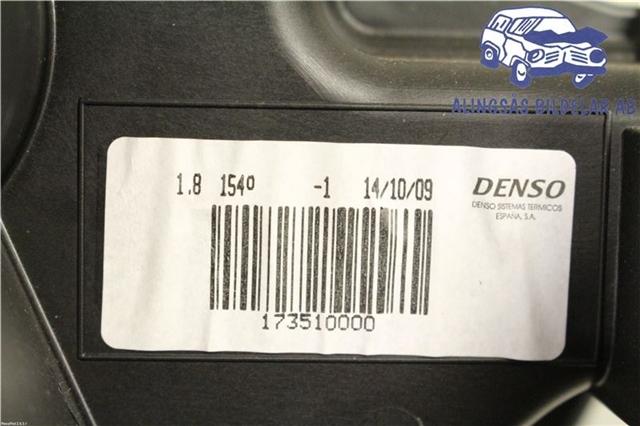 ALINGSÅS BILDELAR AB
1.8 154º -1 14/10/09
DENSO
DENSO SISTEMAS TERMICOS
ESPAÑA, S.A.
173510000